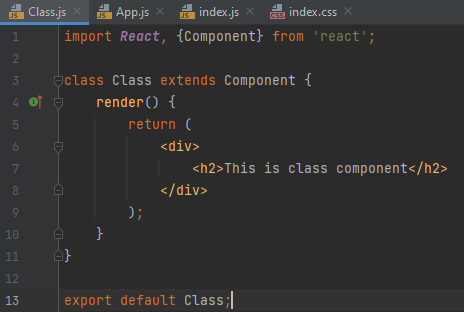 Class.js App.js index.js index.css
1 import React, {Component} from 'react';
2
3 class Class extends Component {
4 render() {
5 return (
6 <div>
7 <h2>This is class component</h2>
8 </div>
9 );
10 }
11 }
12
13 export default Class;